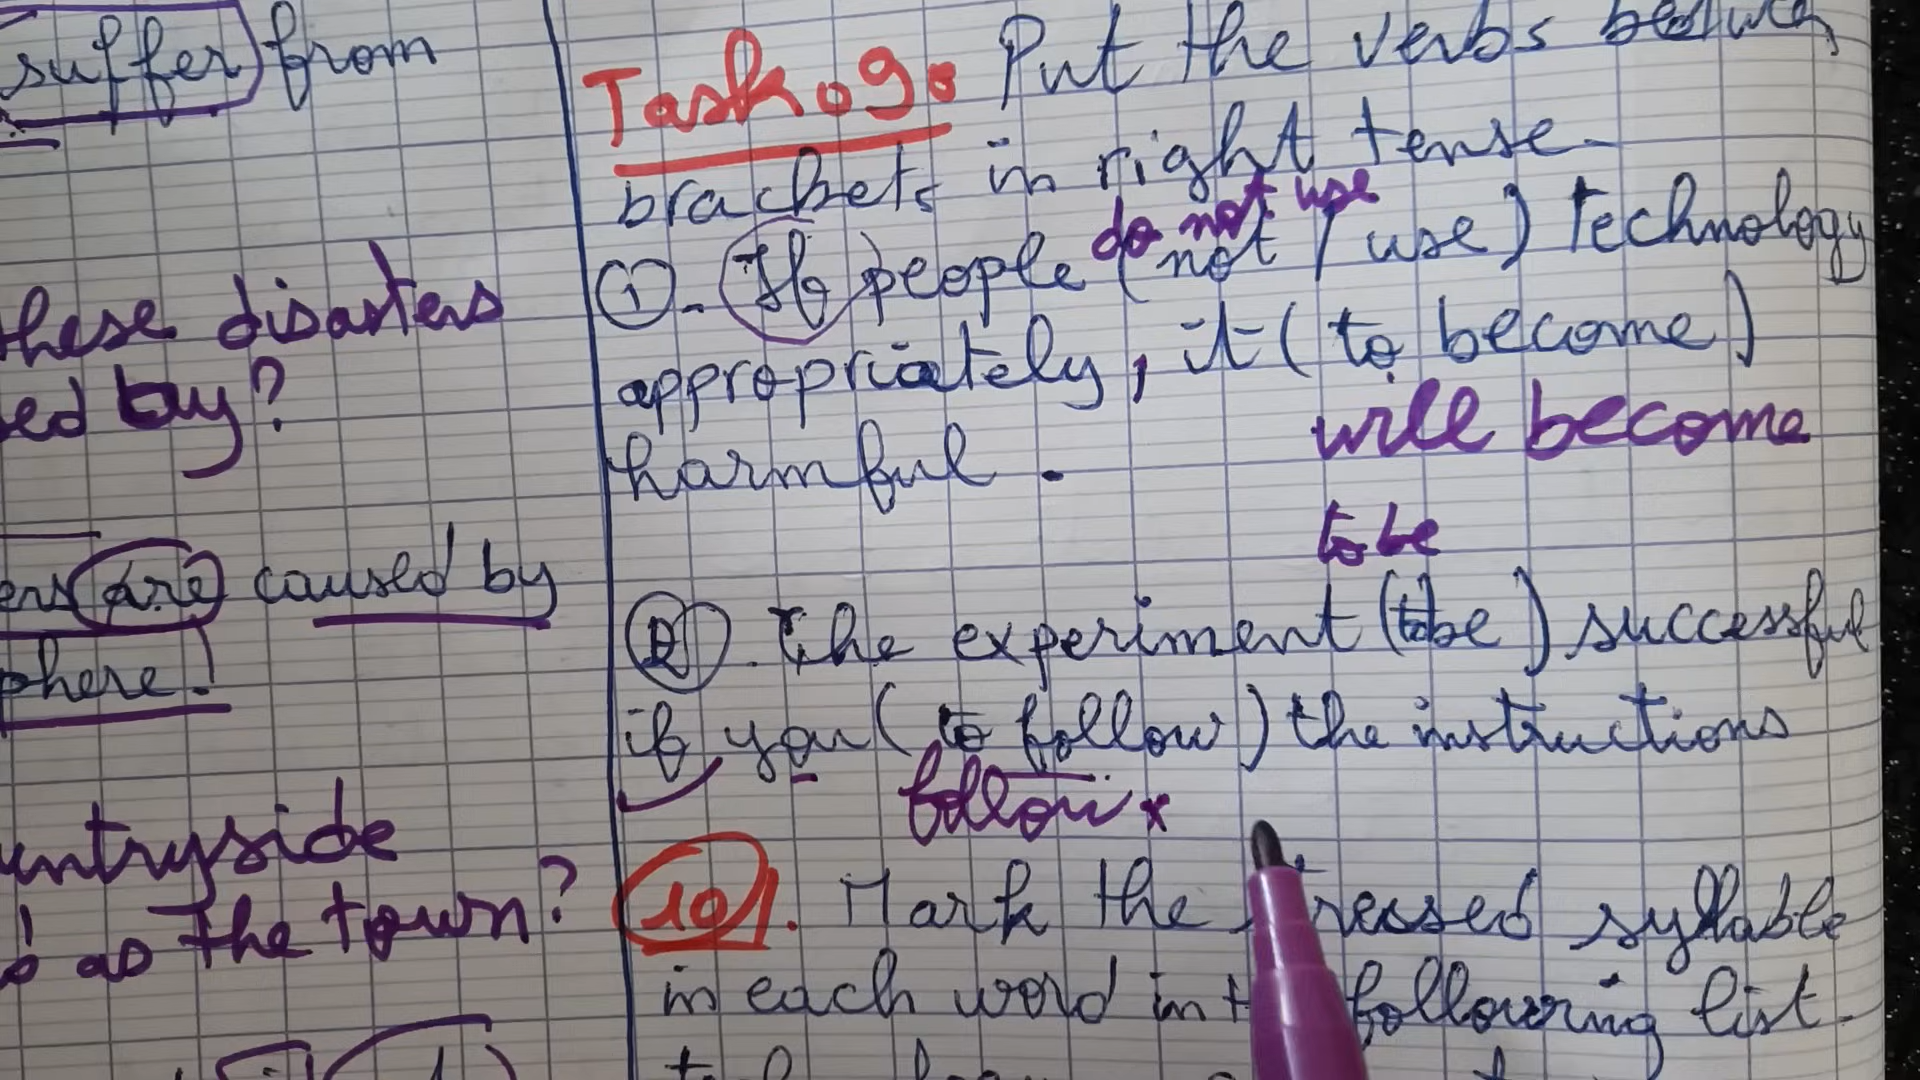 suffer from
these disasters
ed by?
ers are caused by
phere!
untryside
as the town?
Task 09. Put the verbs between
brackets in right tense.
do not use
①. If people (not / use) technology
appropriately, it (to become)
will become
harmful.
to be
②. The experiment (to be) successful
if you (to follow) the instructions
follow x
10/. Mark the stressed syllable
in each word in following list.